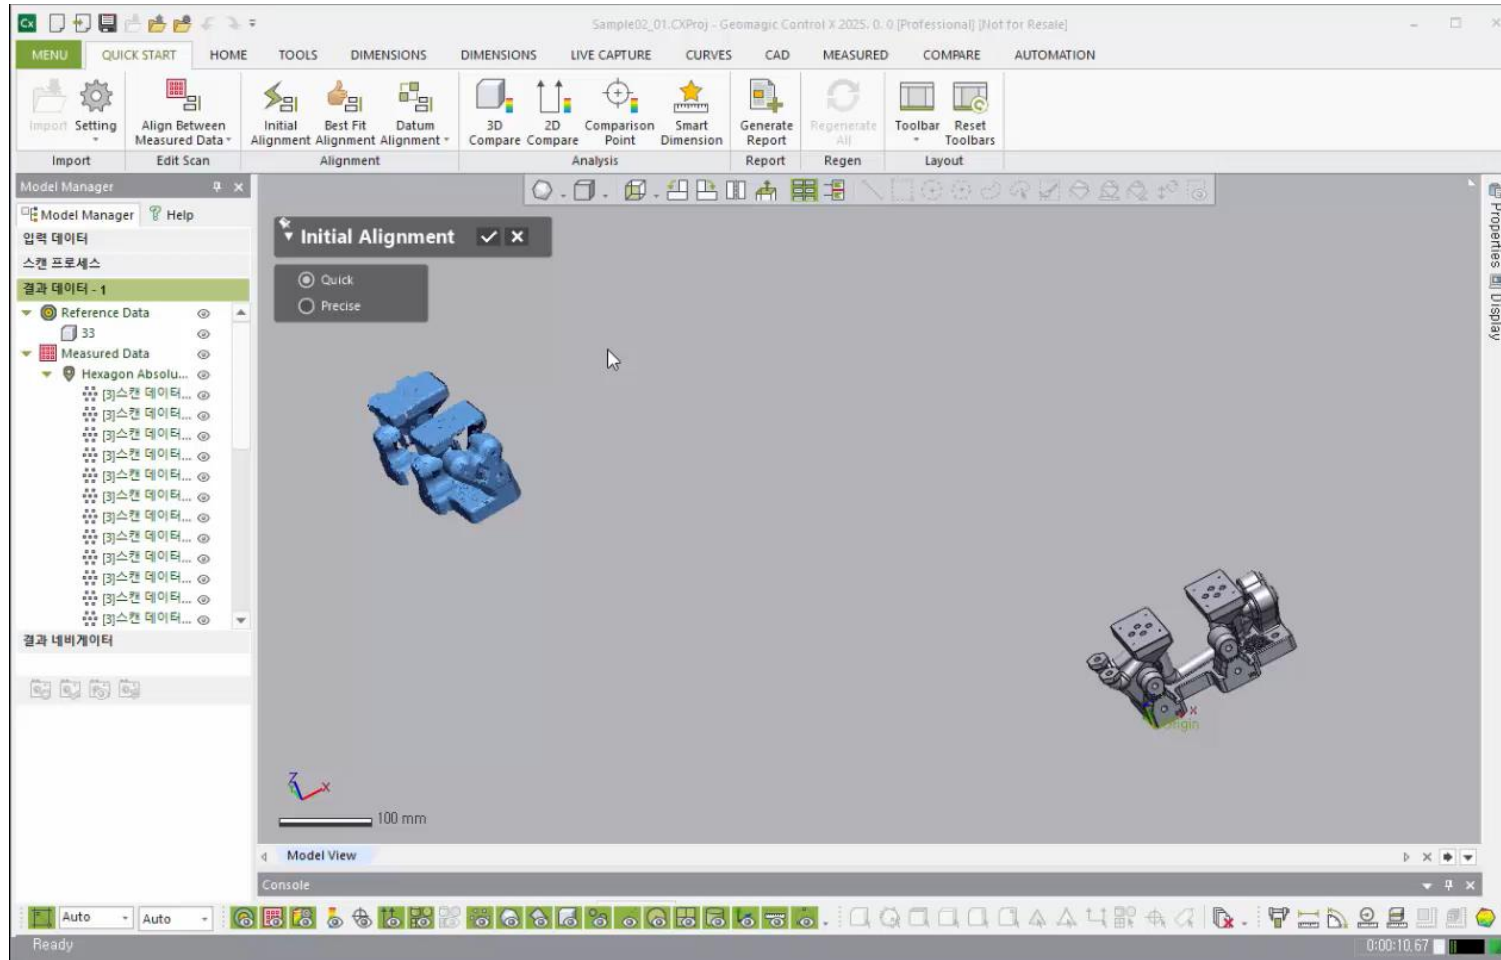 Cx
Sample02_01.CXProj - Geomagic Control X 2025. 0. 0 [Professional] [Not for Resale]
MENU QUICK START HOME TOOLS DIMENSIONS DIMENSIONS LIVE CAPTURE CURVES CAD MEASURED COMPARE AUTOMATION
Import Setting Align Between Measured Data Initial Alignment Best Fit Alignment Datum Alignment 3D Compare 2D Compare Comparison Point Smart Dimension Generate Report Regenerate All Toolbar Reset Toolbars
Import Edit Scan Alignment Analysis Report Regen Layout
Model Manager
Model Manager Help
입력 데이터
스캔 프로세스
결과 데이터 - 1
Reference Data
33
Measured Data
Hexagon Absolu...
[3]스캔 데이터...
[3]스캔 데이터...
[3]스캔 데이터...
[3]스캔 데이터...
[3]스캔 데이터...
[3]스캔 데이터...
[3]스캔 데이터...
[3]스캔 데이터...
[3]스캔 데이터...
[3]스캔 데이터...
[3]스캔 데이터...
[3]스캔 데이터...
결과 네비게이터
Initial Alignment
Quick
Precise
X
Origin
Z
X
100 mm
Properties
Display
Model View
Console
Auto Auto
Ready
0:00:10.67